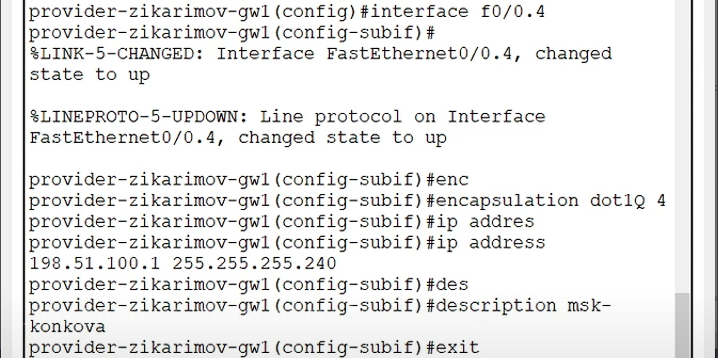 provider-zikarimov-gw1(config)#interface f0/0.4
provider-zikarimov-gw1(config-subif)#
%LINK-5-CHANGED: Interface FastEthernet0/0.4, changed
state to up
%LINEPROTO-5-UPDOWN: Line protocol on Interface
FastEthernet0/0.4, changed state to up
provider-zikarimov-gw1(config-subif)#enc
provider-zikarimov-gw1(config-subif)#encapsulation dot1Q 4
provider-zikarimov-gw1(config-subif)#ip addres
provider-zikarimov-gw1(config-subif)#ip address
198.51.100.1 255.255.255.240
provider-zikarimov-gw1(config-subif)#des
provider-zikarimov-gw1(config-subif)#description msk-
konkova
provider-zikarimov-gw1(config-subif)#exit